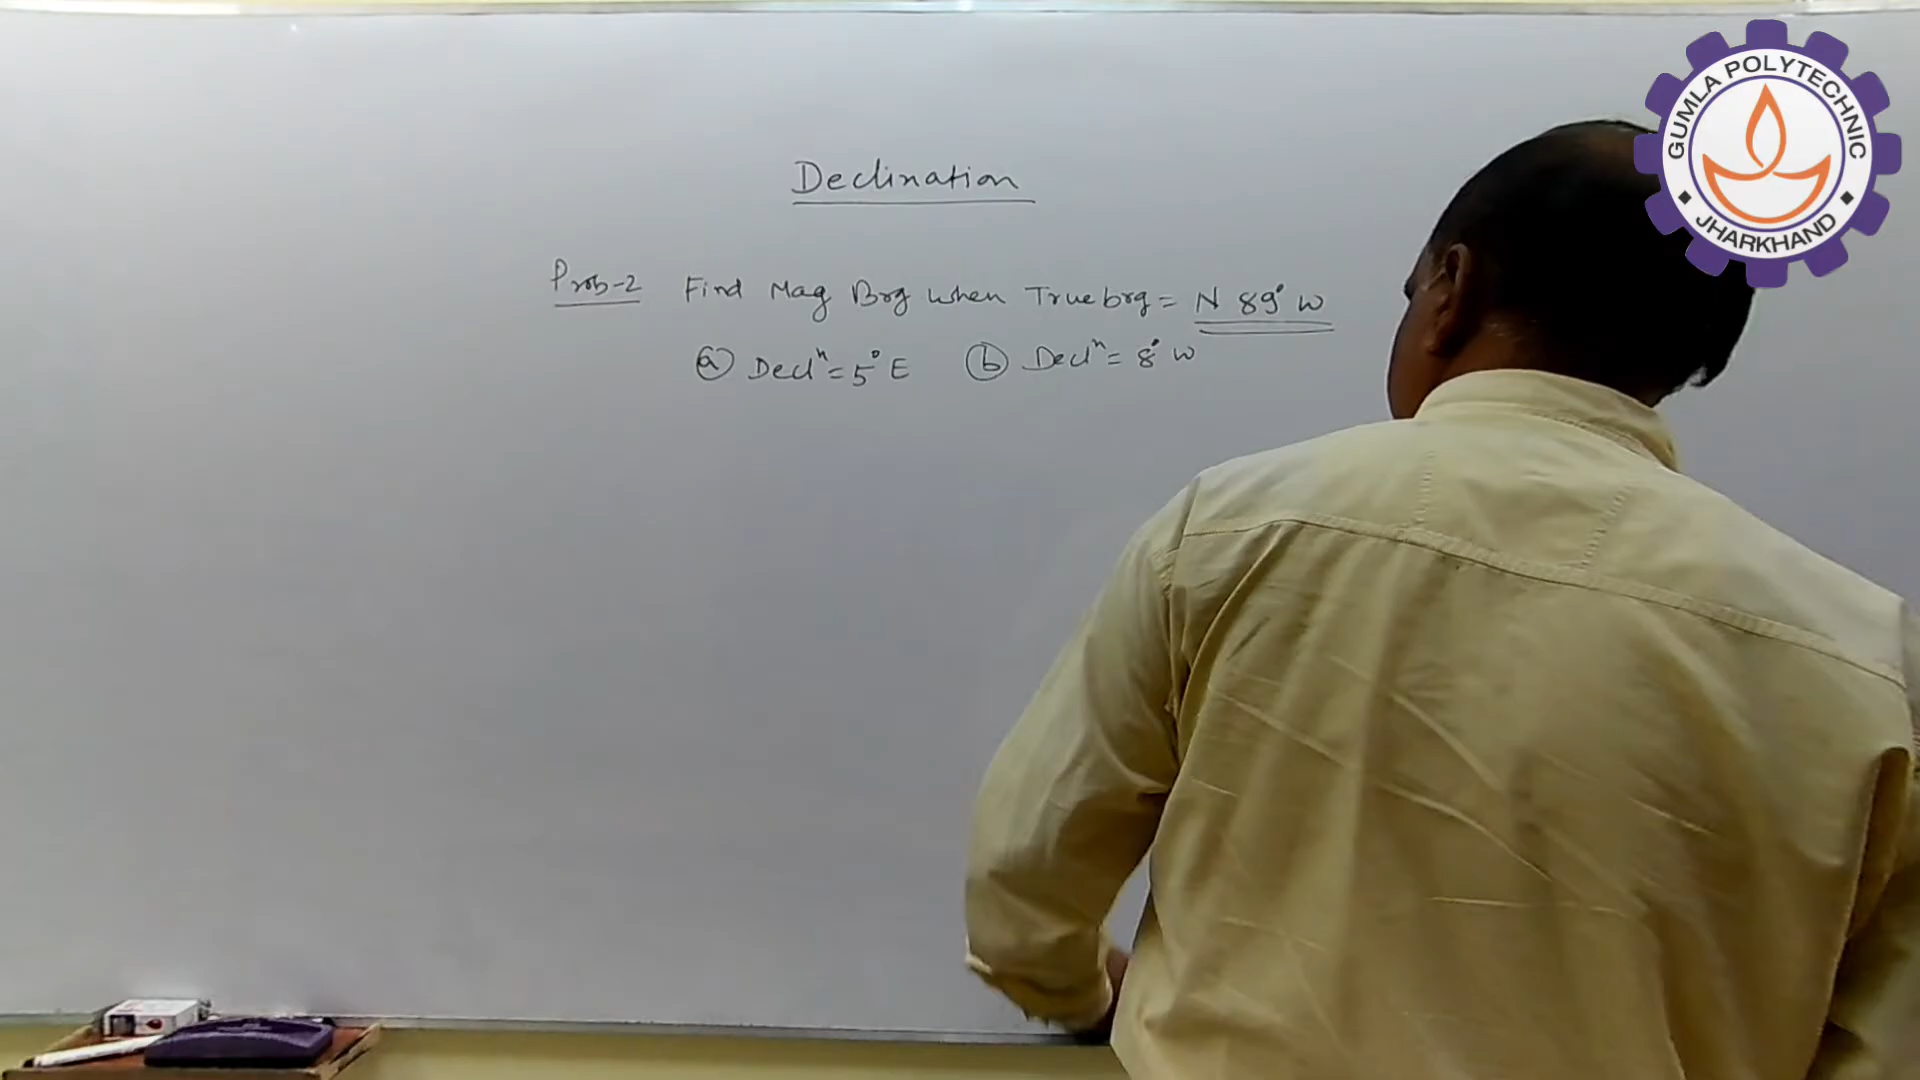 GUMLA POLYTECHNIC
JHARKHAND
Declination
Prob-2 Find Mag Brg when True brg = N 89° W
(a) Declⁿ = 5° E (b) Declⁿ = 8° W